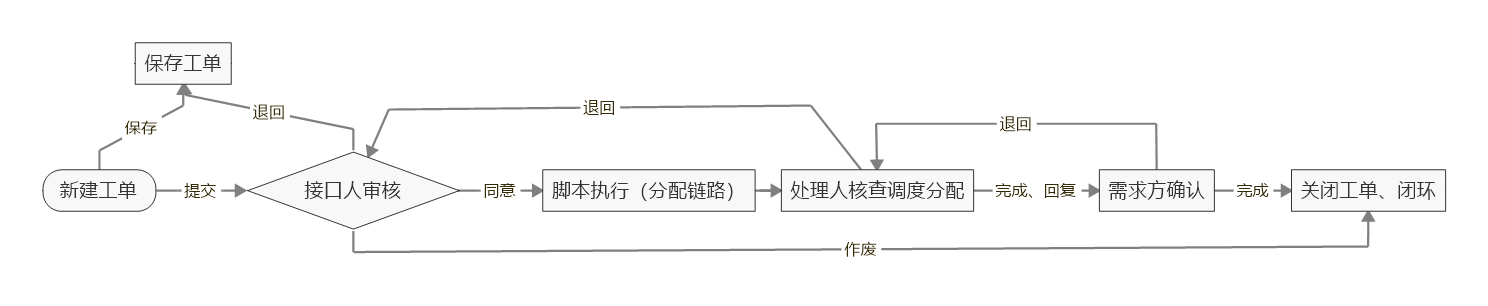 保存工单
退回
退回
保存
退回
新建工单
提交
接口人审核
同意
脚本执行（分配链路）
处理人核查调度分配
完成、回复
需求方确认
完成
关闭工单、闭环
作废